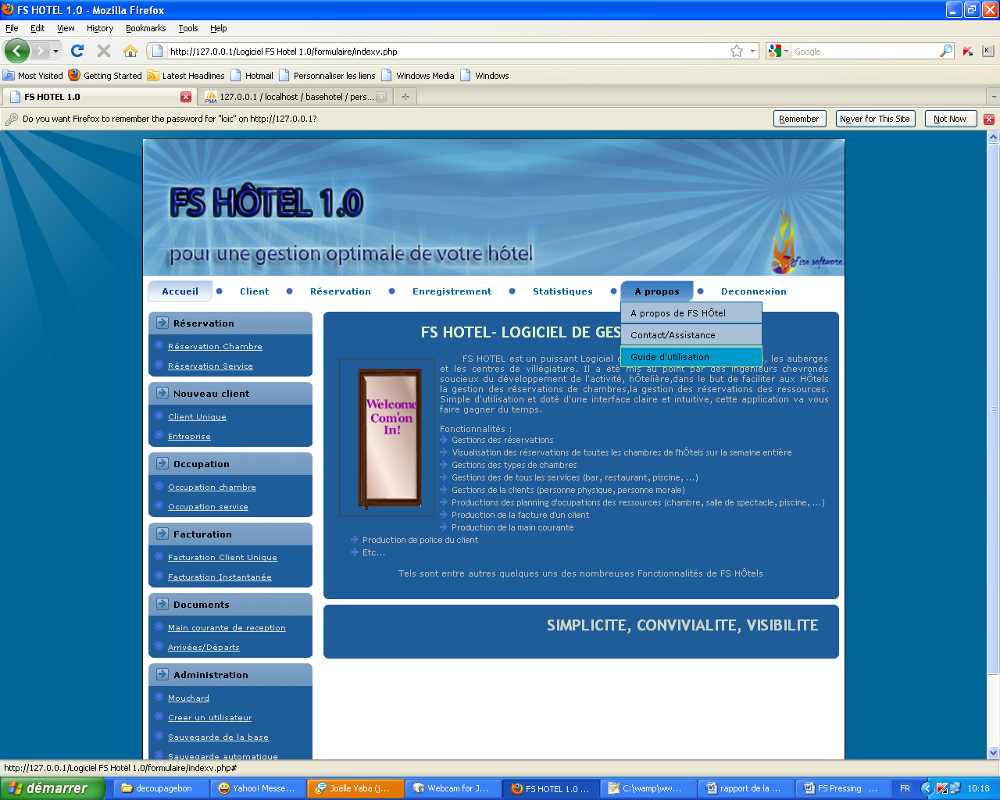 FS HOTEL 1.0 - Mozilla Firefox
File Edit View History Bookmarks Tools Help
http://127.0.0.1/Logiciel FS Hotel 1.0/formulaire/indexv.php
Google
Most Visited Getting Started Latest Headlines Hotmail Personnaliser les liens Windows Media Windows
FS HOTEL 1.0
127.0.0.1 / localhost / basehotel / pers...
Do you want Firefox to remember the password for "loic" on http://127.0.0.1?
Remember Never for This Site Not Now
FS HÔTEL 1.0
pour une gestion optimale de votre hôtel
Fire software
Accueil Client Réservation Enregistrement Statistiques A propos Deconnexion
A propos de FS HÔtel
Contact/Assistance
Guide d'utilisation
Réservation
Réservation Chambre
Réservation Service
Nouveau client
Client Unique
Entreprise
Occupation
Occupation chambre
Occupation service
Facturation
Facturation Client Unique
Facturation Instantanée
Documents
Main courante de reception
Arrivées/Départs
Administration
Mouchard
Creer un utilisateur
Sauvegarde de la base
Sauvegarde automatique
FS HOTEL- LOGICIEL DE GES
Welcome
Com'on
In!
FS HOTEL est un puissant Logiciel les auberges
et les centres de villégiature. Il a été mis au point par des ingénieurs chevronés
soucieux du développement de l'activité, hÔtelière,dans le but de faciliter aux HÔtels
la gestion des réservations de chambres,la gestion des réservations des ressources.
Simple d'utilisation et doté d'une interface claire et intuitive, cette application va vous
faire gagner du temps.
Fonctionnalités :
Gestions des réservations
Visualisation des réservations de toutes les chambres de l'hÔtels sur la semaine entière
Gestions des types de chambres
Gestions des de tous les services (bar, restaurant, piscine, ...)
Gestions de la clients (personne physique, personne morale)
Productions des planning d'ocupations des ressources (chambre, salle de spectacle, piscine, ...)
Production de la facture d'un client
Production de la main courante
Production de police du client
Etc...
Tels sont entre autres quelques uns des nombreuses Fonctionnalités de FS HÔtels
SIMPLICITE, CONVIVIALITE, VISIBILITE
http://127.0.0.1/Logiciel FS Hotel 1.0/formulaire/indexv.php#
démarrer decoupagebon Yahoo! Messe... Joëlle Yaba (j... Webcam for J... FS HOTEL 1.0 ... C:\wamp\ww... rapport de la ... FS Pressing ... FR 10:18